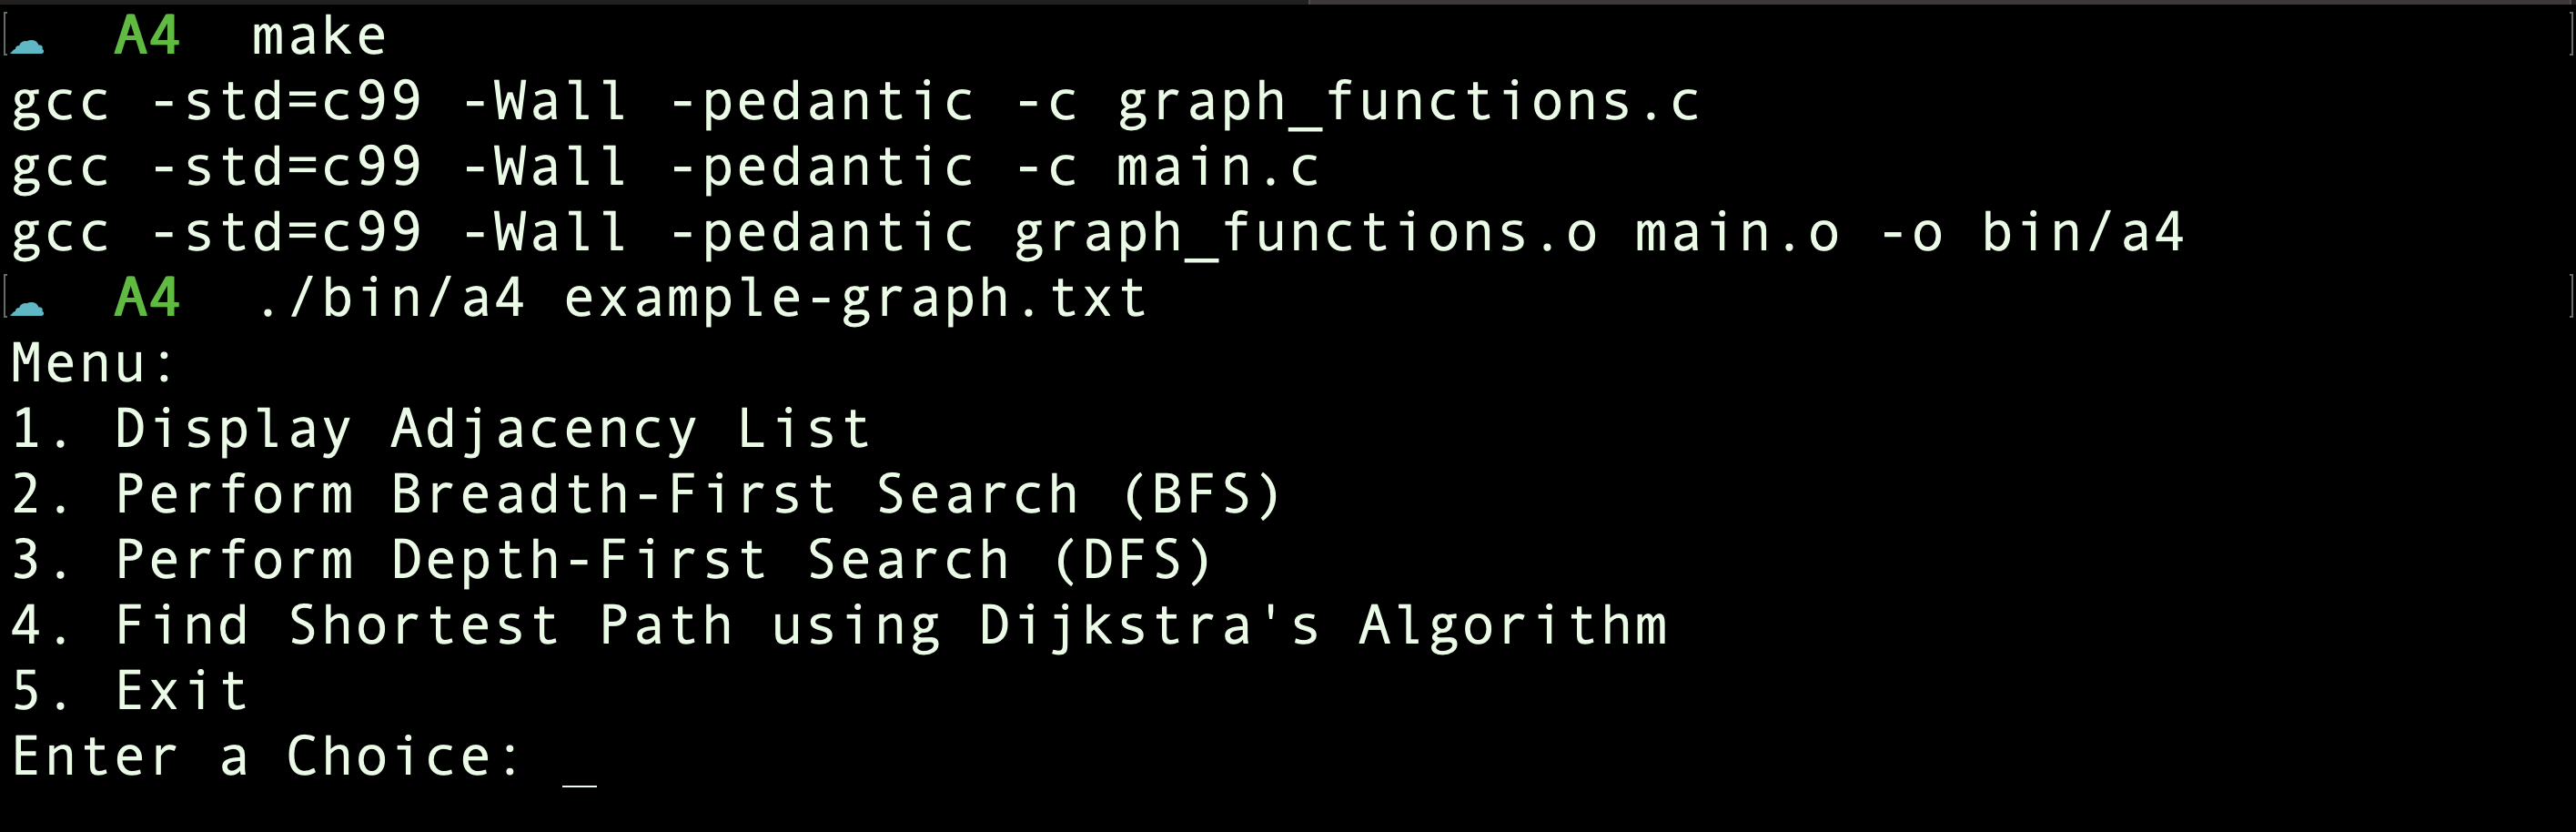 A4 make
gcc -std=c99 -Wall -pedantic -c graph_functions.c
gcc -std=c99 -Wall -pedantic -c main.c
gcc -std=c99 -Wall -pedantic graph_functions.o main.o -o bin/a4
A4 ./bin/a4 example-graph.txt
Menu:
1. Display Adjacency List
2. Perform Breadth-First Search (BFS)
3. Perform Depth-First Search (DFS)
4. Find Shortest Path using Dijkstra's Algorithm
5. Exit
Enter a Choice: _